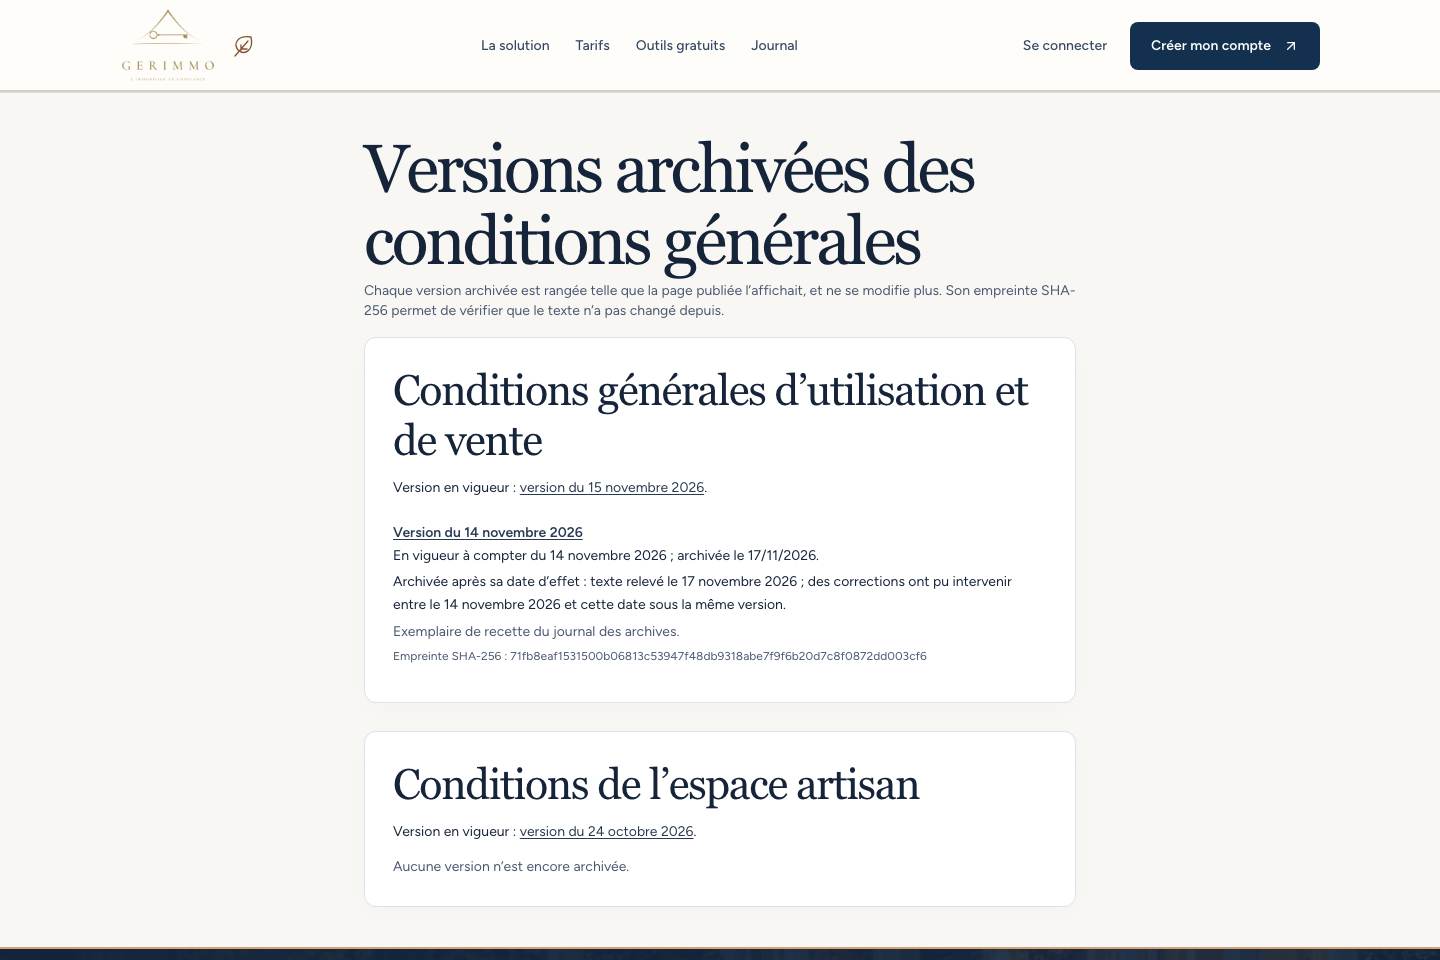 GERIMMO
La solution
Tarifs
Outils gratuits
Journal
Se connecter
Créer mon compte
Versions archivées des
conditions générales
Chaque version archivée est rangée telle que la page publiée l’affichait, et ne se modifie plus. Son empreinte SHA-
256 permet de vérifier que le texte n’a pas changé depuis.
Conditions générales d’utilisation et
de vente
Version en vigueur : version du 15 novembre 2026.
Version du 14 novembre 2026
En vigueur à compter du 14 novembre 2026 ; archivée le 17/11/2026.
Archivée après sa date d’effet : texte relevé le 17 novembre 2026 ; des corrections ont pu intervenir
entre le 14 novembre 2026 et cette date sous la même version.
Exemplaire de recette du journal des archives.
Empreinte SHA-256 : 71fb8eaf1531500b06813c53947f48db9318abe7f9f6b20d7c8f0872dd003cf6
Conditions de l’espace artisan
Version en vigueur : version du 24 octobre 2026.
Aucune version n’est encore archivée.